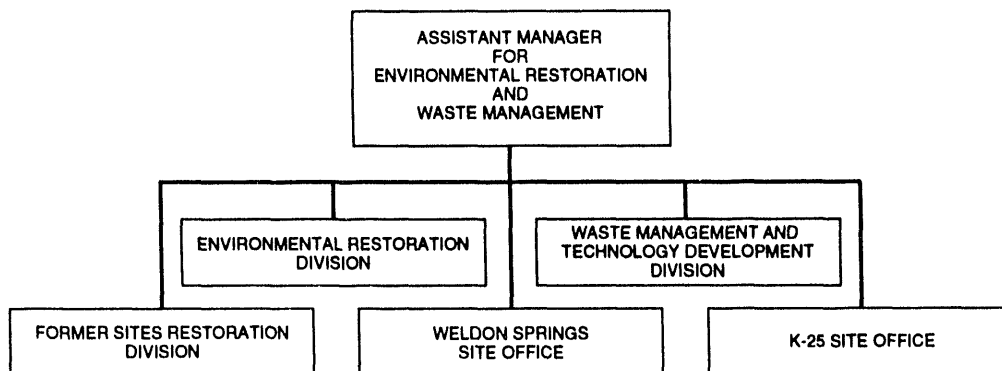 ASSISTANT MANAGER
FOR
ENVIRONMENTAL RESTORATION
AND
WASTE MANAGEMENT
ENVIRONMENTAL RESTORATION
DIVISION
WASTE MANAGEMENT AND
TECHNOLOGY DEVELOPMENT
DIVISION
FORMER SITES RESTORATION
DIVISION
WELDON SPRINGS
SITE OFFICE
K-25 SITE OFFICE